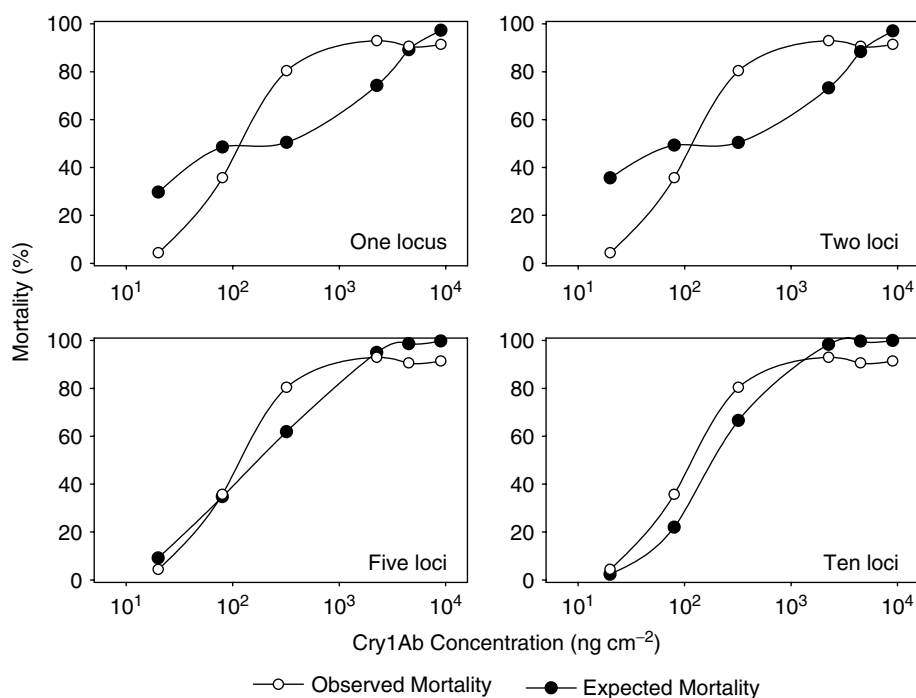 100
80
60
40
20
0
10¹ 10² 10³ 10⁴
One locus
100
80
60
40
20
0
10¹ 10² 10³ 10⁴
Two loci
Mortality (%)
100
80
60
40
20
0
10¹ 10² 10³ 10⁴
Five loci
100
80
60
40
20
0
10¹ 10² 10³ 10⁴
Ten loci
Cry1Ab Concentration (ng cm⁻²)
Observed Mortality Expected Mortality